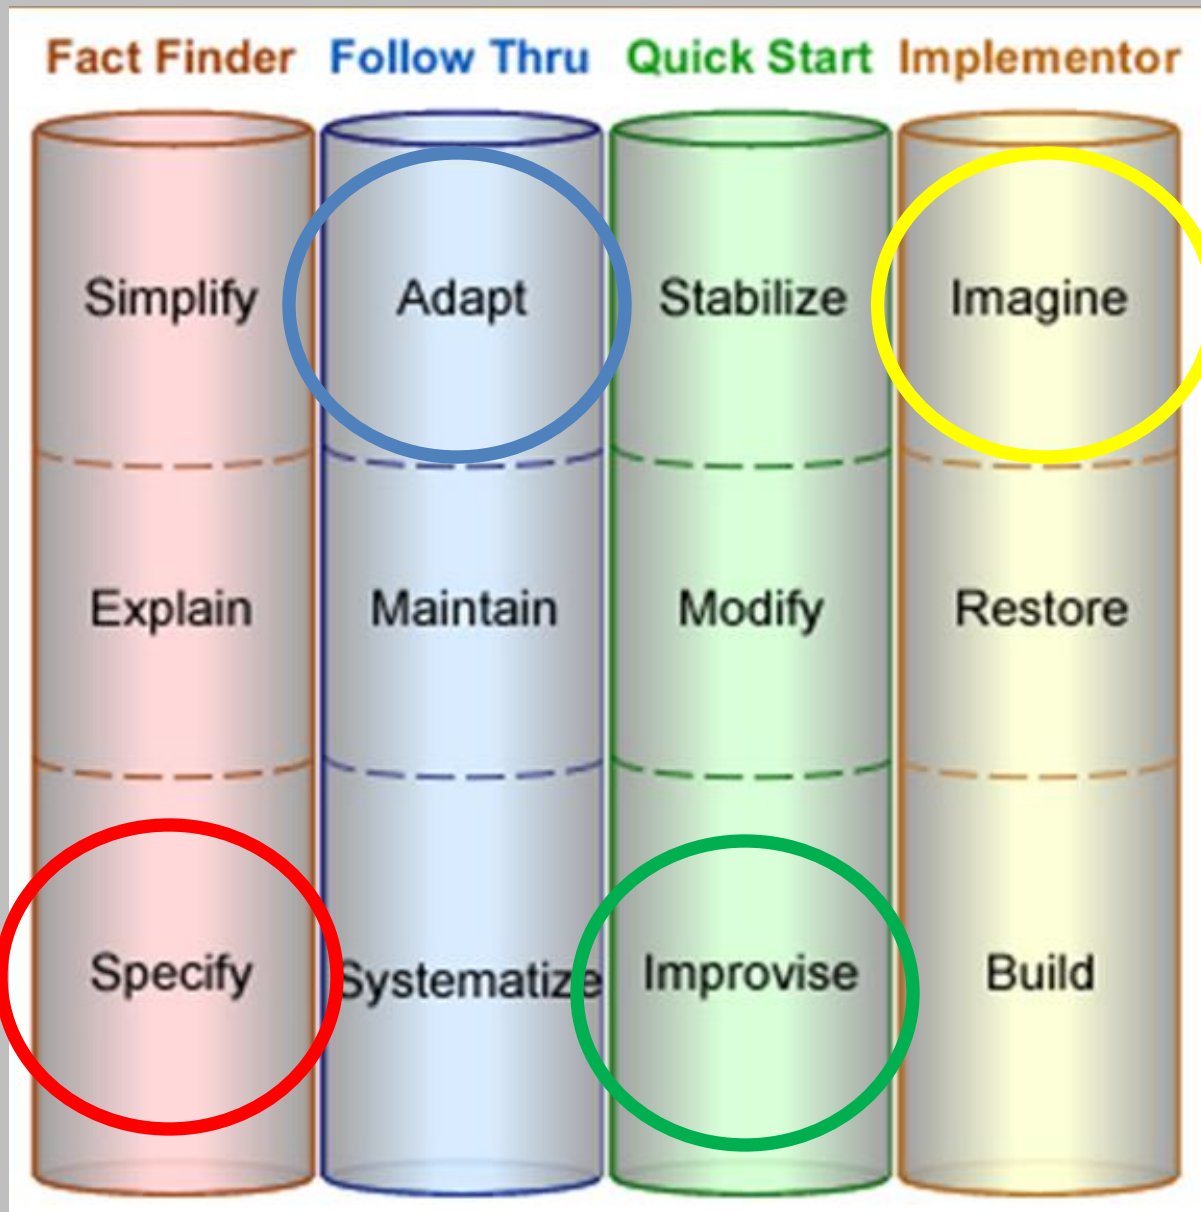 Fact Finder Follow Thru Quick Start Implementor
Simplify Adapt Stabilize Imagine
Explain Maintain Modify Restore
Specify Systematize Improvise Build